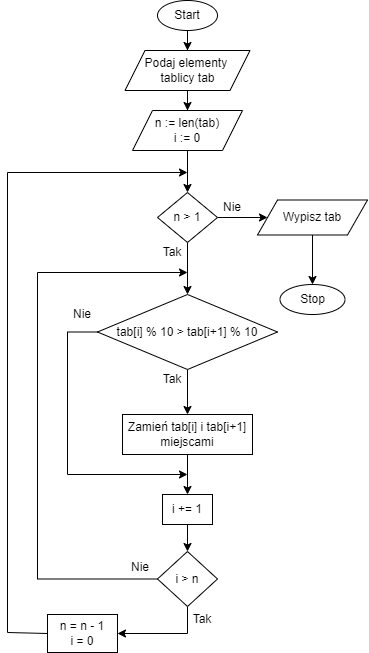 Start
Podaj elementy
tablicy tab
n := len(tab)
i := 0
n > 1
Nie
Wypisz tab
Tak
Stop
Nie
tab[i] % 10 > tab[i+1] % 10
Tak
Zamień tab[i] i tab[i+1]
miejscami
i += 1
Nie
i > n
Tak
n = n - 1
i = 0